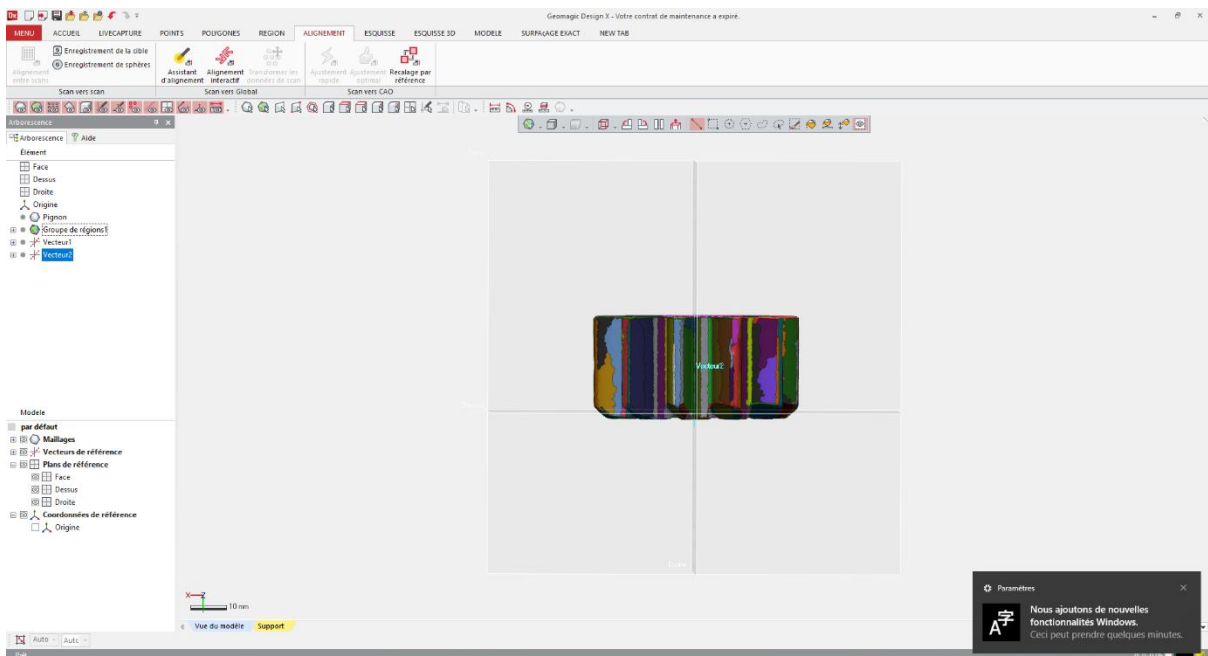 Geomagic Design X - Votre contrat de maintenance a expiré.
MENU ACCUEIL LIVECAPTURE POINTS POLYGONES REGION ALIGNEMENT ESQUISSE ESQUISSE 3D MODELE SURFAÇAGE EXACT NEW TAB
Alignement entre scans
Enregistrement de la cible
Enregistrement de sphères
Assistant d'alignement
Alignement interactif
Transformer les données de scan
Ajustement rapide
Ajustement optimal
Recalage par référence
Scan vers scan Scan vers Global Scan vers CAO
Arborescence
Arborescence Aide
Élément
Face
Dessus
Droite
Origine
Pignon
Groupe de régions1
Vecteur1
Vecteur2
Vecteur2
Modele
par défaut
Maillages
Vecteurs de référence
Plans de référence
Face
Dessus
Droite
Coordonnées de référence
Origine
X Z
10 mm
Vue du modèle Support
Auto Auto
Paramètres
Nous ajoutons de nouvelles
fonctionnalités Windows.
Ceci peut prendre quelques minutes.